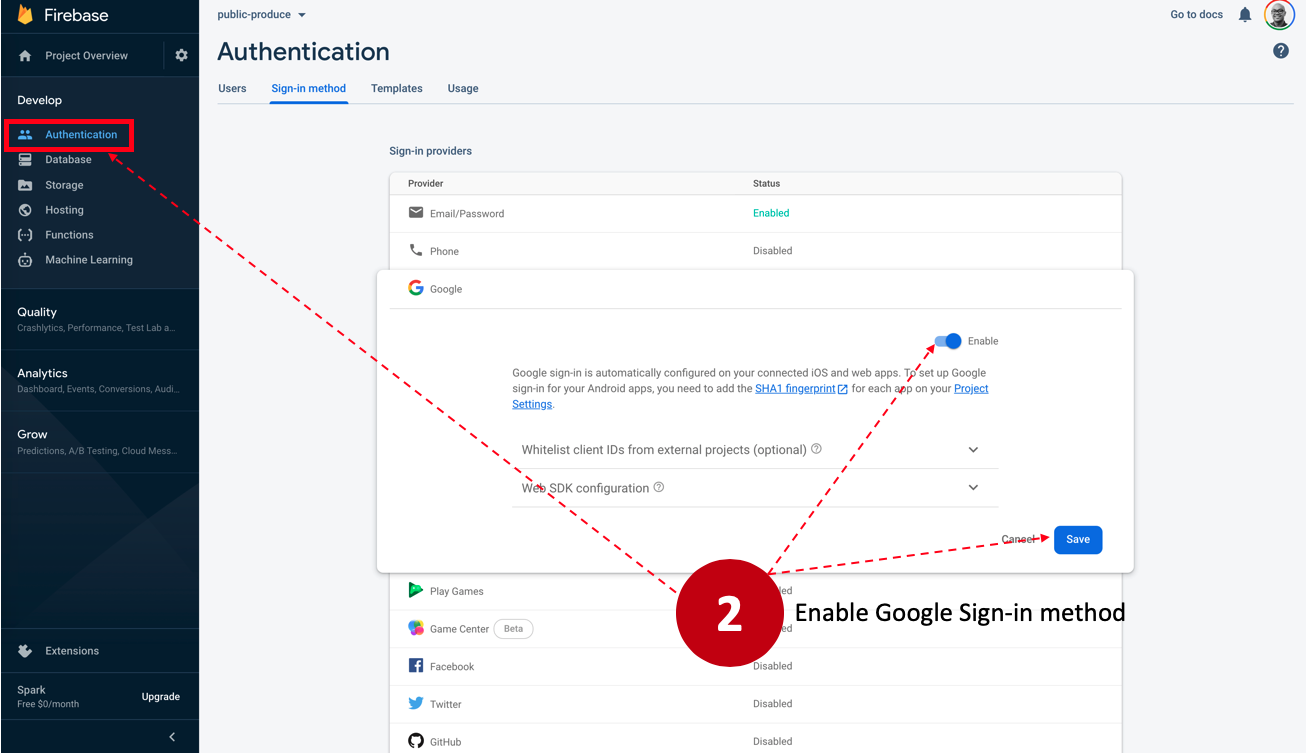 Firebase
public-produce
Go to docs
Project Overview
Authentication
Users
Sign-in method
Templates
Usage
Develop
Authentication
Database
Storage
Hosting
Functions
Machine Learning
Quality
Crashlytics, Performance, Test Lab a...
Analytics
Dashboard, Events, Conversions, Audi...
Grow
Predictions, A/B Testing, Cloud Mess...
Extensions
Spark
Free $0/month
Upgrade
Sign-in providers
Provider
Status
Email/Password
Enabled
Phone
Disabled
Google
Enable
Google sign-in is automatically configured on your connected iOS and web apps. To set up Google
sign-in for your Android apps, you need to add the SHA1 fingerprint for each app on your Project
Settings.
Whitelist client IDs from external projects (optional)
Web SDK configuration
Cancel
Save
Play Games
Game Center
Beta
2
Enable Google Sign-in method
Facebook
Disabled
Twitter
Disabled
GitHub
Disabled